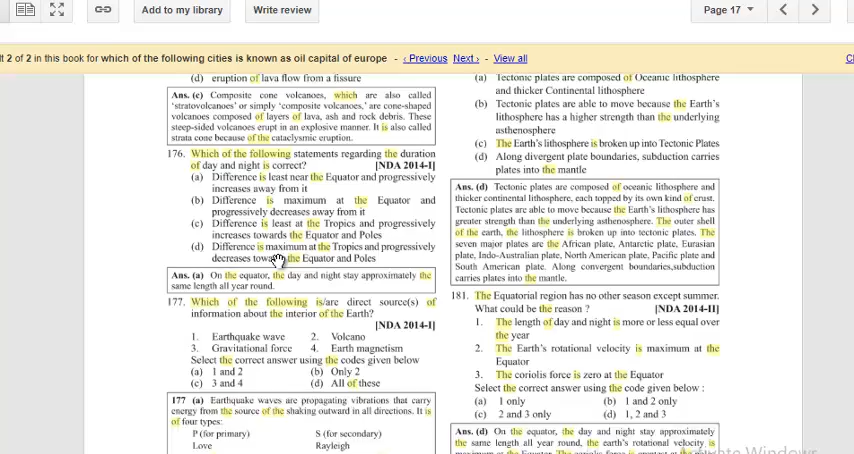 Add to my library
Write review
Page 17
2 of 2 in this book for which of the following cities is known as oil capital of europe - ‹ Previous Next › - View all
(d) eruption of lava flow from a fissure
Ans. (c) Composite cone volcanoes, which are also called
'stratovolcanoes' or simply 'composite volcanoes,' are cone-shaped
volcanoes composed of layers of lava, ash and rock debris. These
steep-sided volcanoes erupt in an explosive manner. It is also called
strata cone because of the cataclysmic eruption.
176. Which of the following statements regarding the duration
of day and night is correct? [NDA 2014-I]
(a) Difference is least near the Equator and progressively
increases away from it
(b) Difference is maximum at the Equator and
progressively decreases away from it
(c) Difference is least at the Tropics and progressively
increases towards the Equator and Poles
(d) Difference is maximum at the Tropics and progressively
decreases the Equator and Poles
Ans. (a) On the equator, the day and night stay approximately the
same length all year round.
177. Which of the following is/are direct source(s) of
information about the interior of the Earth?
[NDA 2014-I]
1. Earthquake wave 2. Volcano
3. Gravitational force 4. Earth magnetism
Select the correct answer using the codes given below
(a) 1 and 2 (b) Only 2
(c) 3 and 4 (d) All of these
177 (a) Earthquake waves are propagating vibrations that carry
energy from the source of the shaking outward in all directions. It is
of four types:
P (for primary) S (for secondary)
Love Rayleigh
(a) Tectonic plates are composed of Oceanic lithosphere
and thicker Continental lithosphere
(b) Tectonic plates are able to move because the Earth's
lithosphere has a higher strength than the underlying
asthenosphere
(c) The Earth's lithosphere is broken up into Tectonic Plates
(d) Along divergent plate boundaries, subduction carries
plates into the mantle
Ans. (d) Tectonic plates are composed of oceanic lithosphere and
thicker continental lithosphere, each topped by its own kind of crust.
Tectonic plates are able to move because the Earth's lithosphere has
greater strength than the underlying asthenosphere. The outer shell
of the earth, the lithosphere is broken up into tectonic plates. The
seven major plates are the African plate, Antarctic plate, Eurasian
plate, Indo-Australian plate, North American plate, Pacific plate and
South American plate. Along convergent boundaries,subduction
carries plates into the mantle.
181. The Equatorial region has no other season except summer.
What could be the reason ? [NDA 2014-II]
1. The length of day and night is more or less equal over
the year
2. The Earth's rotational velocity is maximum at the
Equator
3. The coriolis force is zero at the Equator
Select the correct answer using the code given below :
(a) 1 only (b) 1 and 2 only
(c) 2 and 3 only (d) 1, 2 and 3
Ans. (d) On the equator, the day and night stay approximately
the same length all year round, the earth's rotational velocity is